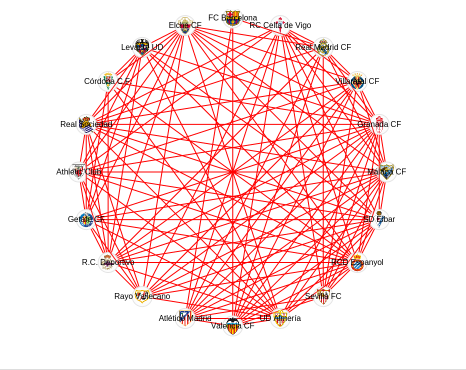 FC Barcelona
Elche CF
RC Celta de Vigo
Levante UD
Real Madrid CF
Córdoba C.F.
Villarreal CF
Real Sociedad
Granada CF
Athletic Club
Málaga CF
Getafe CF
SD Eibar
R.C. Deportivo
RCD Espanyol
Rayo Vallecano
Sevilla FC
Atlético Madrid
UD Almería
Valencia CF